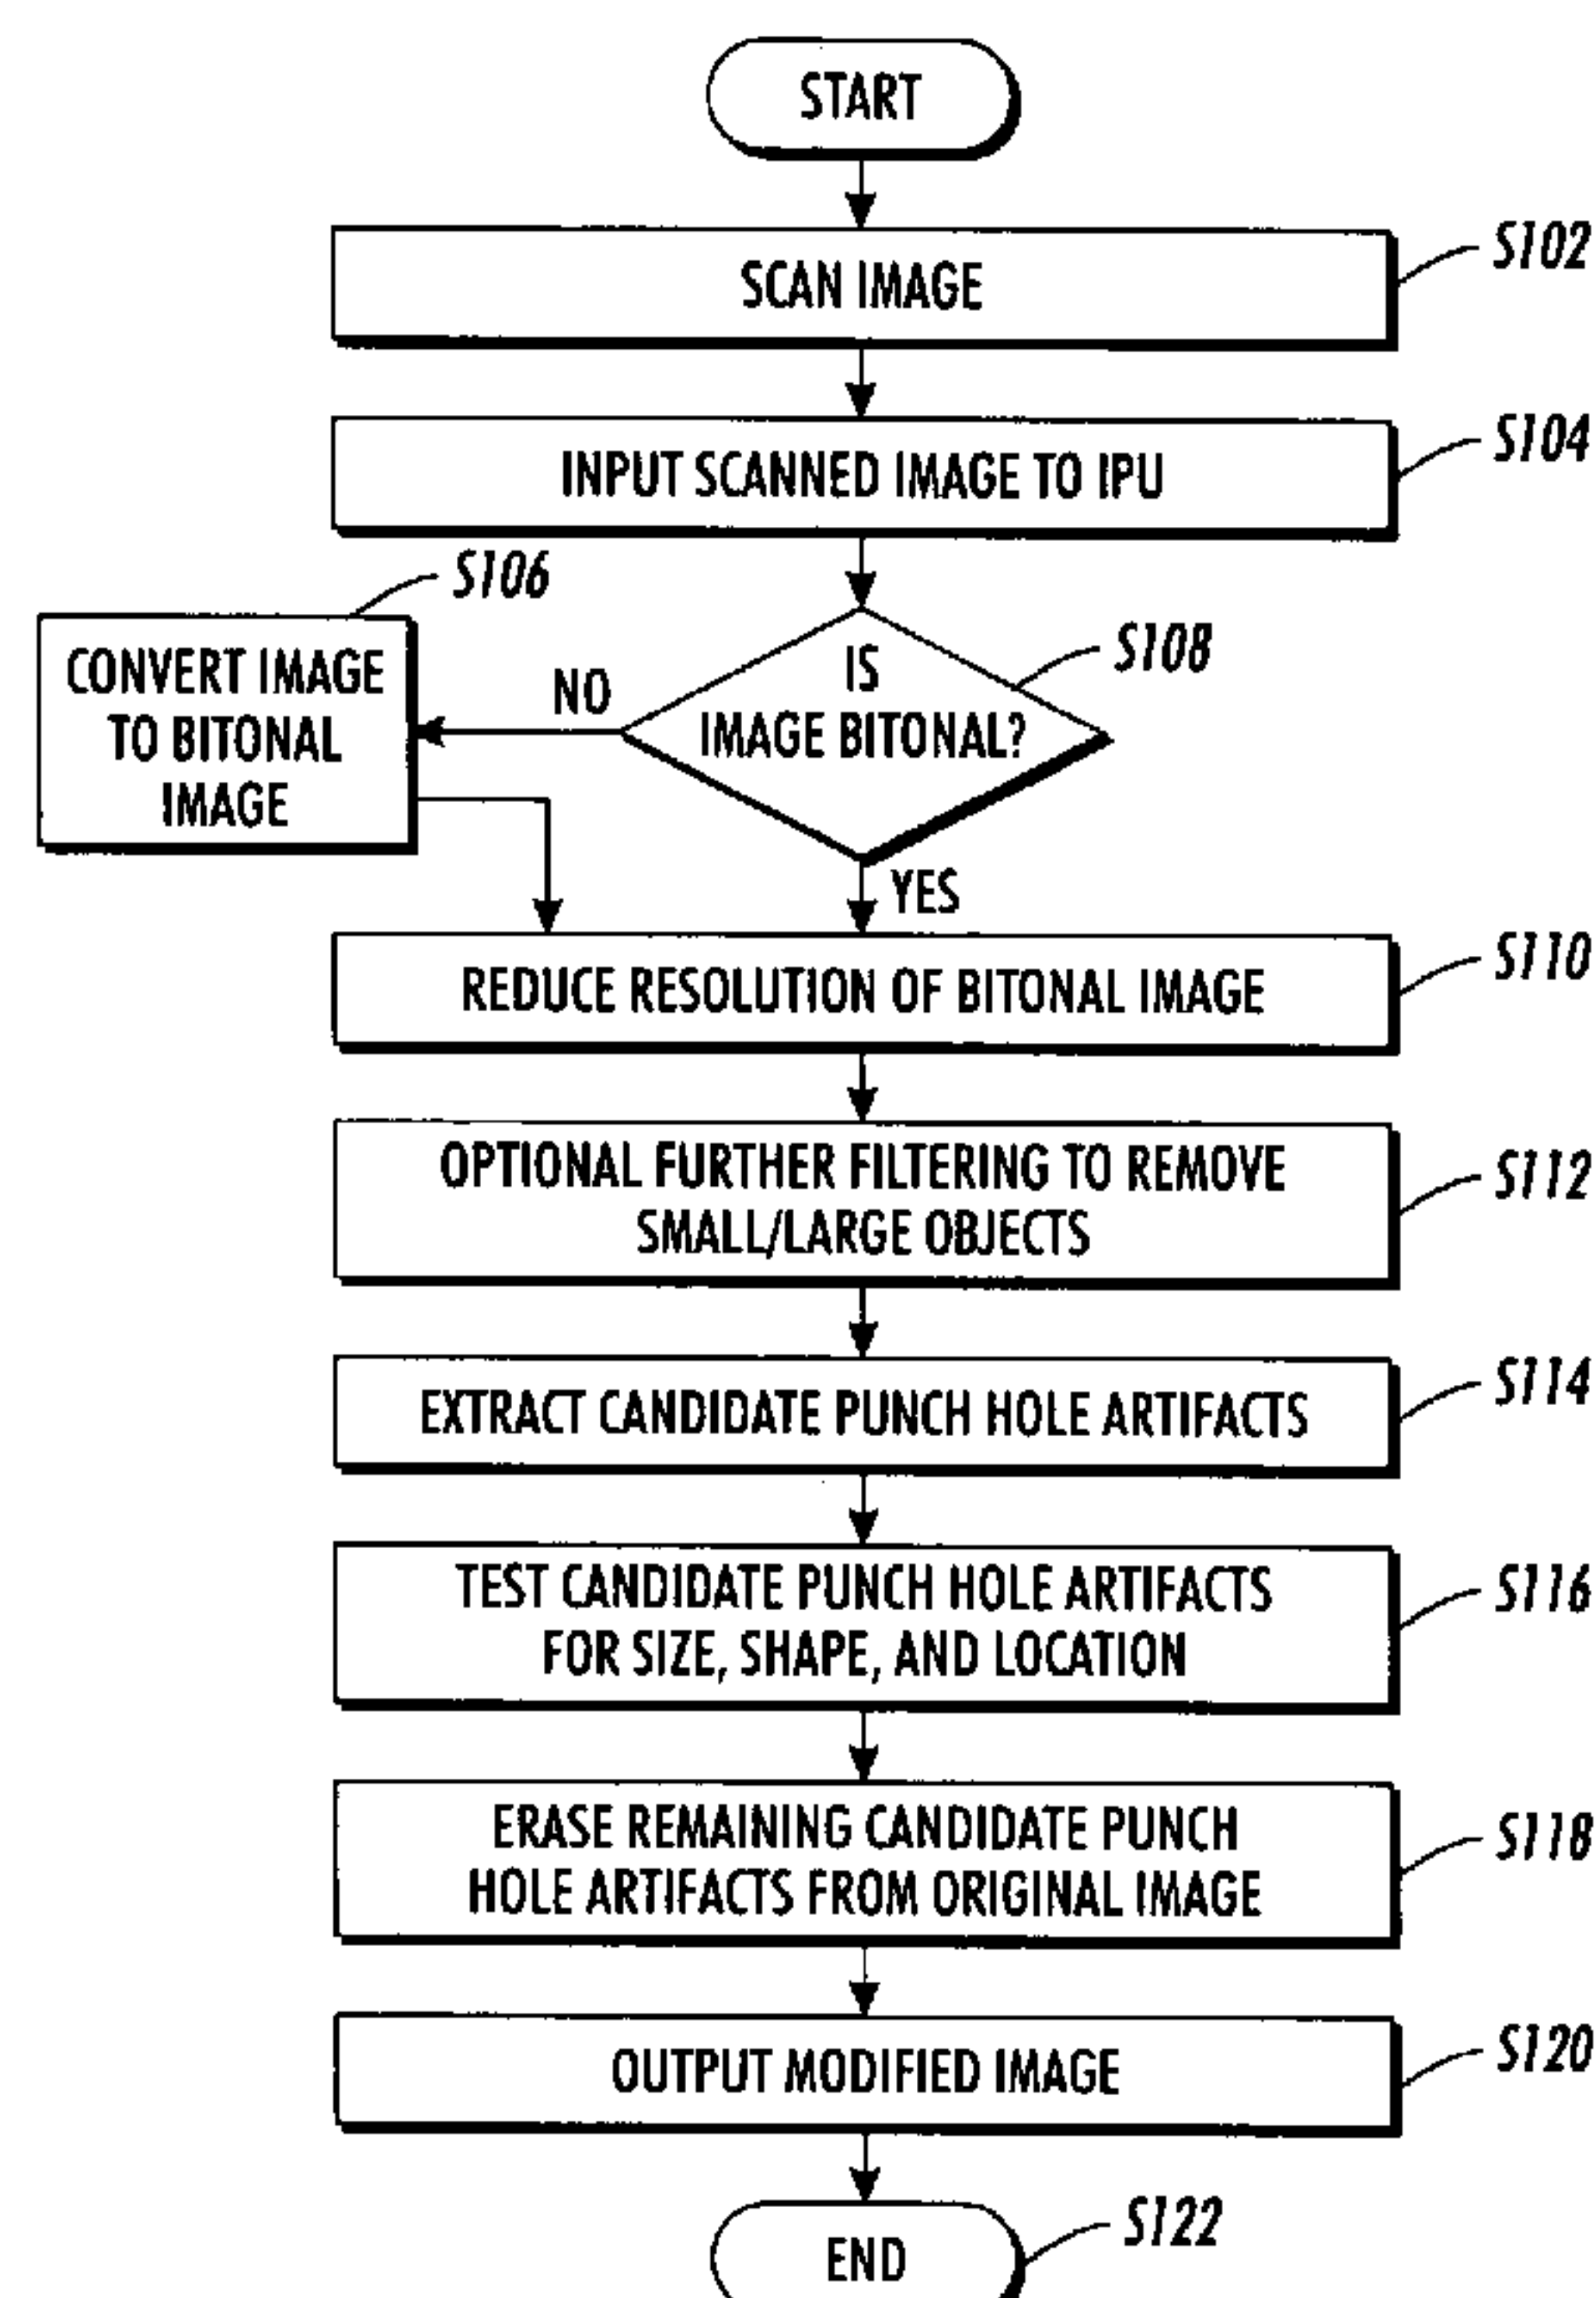 START
SCAN IMAGE
S102
INPUT SCANNED IMAGE TO IPU
S104
S106
CONVERT IMAGE
TO BITONAL
IMAGE
NO
IS
IMAGE BITONAL?
S108
YES
REDUCE RESOLUTION OF BITONAL IMAGE
S110
OPTIONAL FURTHER FILTERING TO REMOVE
SMALL/LARGE OBJECTS
S112
EXTRACT CANDIDATE PUNCH HOLE ARTIFACTS
S114
TEST CANDIDATE PUNCH HOLE ARTIFACTS
FOR SIZE, SHAPE, AND LOCATION
S116
ERASE REMAINING CANDIDATE PUNCH
HOLE ARTIFACTS FROM ORIGINAL IMAGE
S118
OUTPUT MODIFIED IMAGE
S120
END
S122